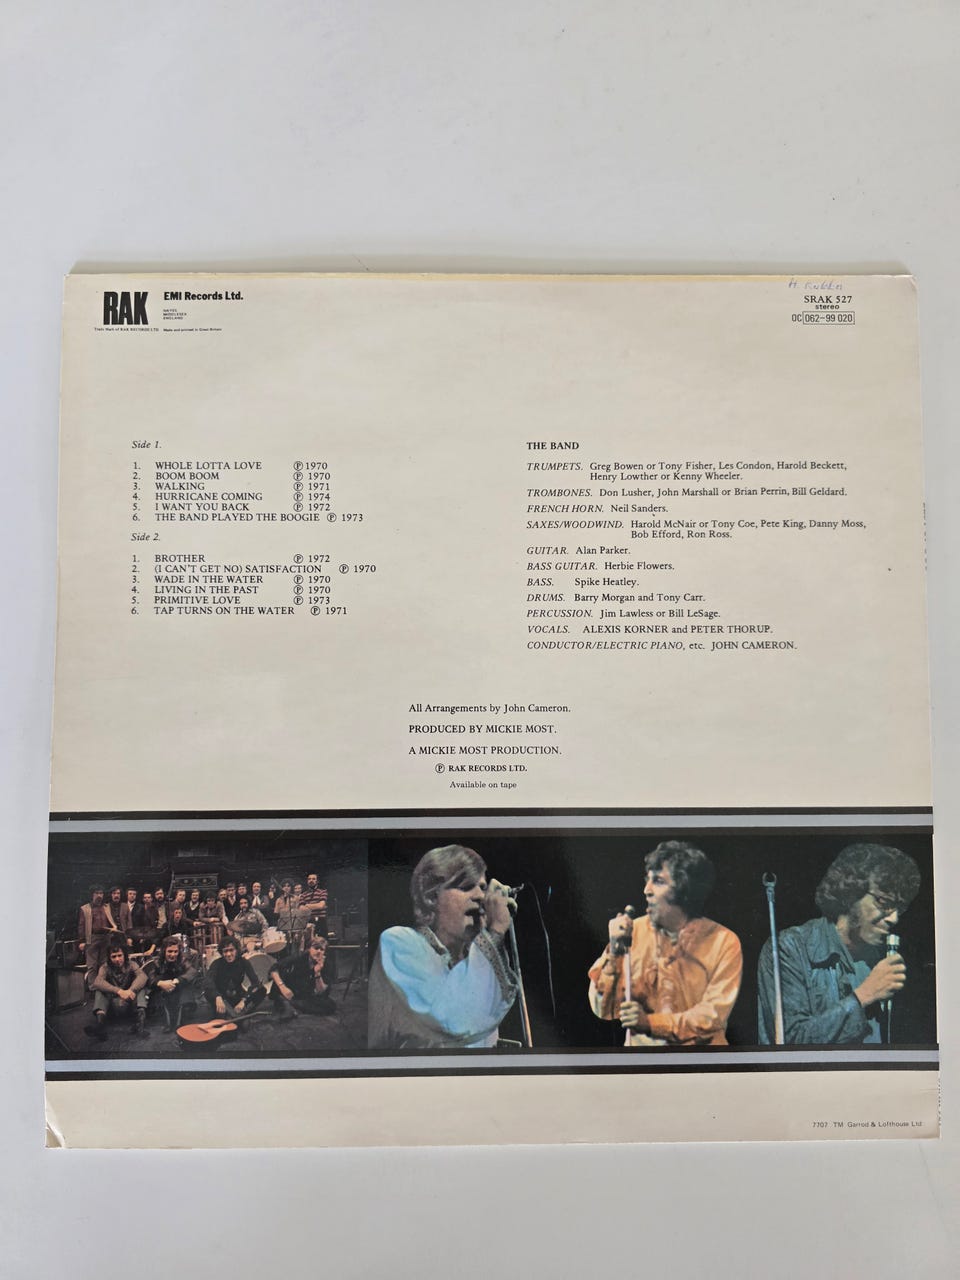 RAK
EMI Records Ltd.
HAYES
MIDDLESEX
ENGLAND
Trade Mark of RAK RECORDS LTD
Made and printed in Great Britain
H.
SRAK 527
stereo
OC 062-99 020
Side 1.
1. WHOLE LOTTA LOVE Ⓟ 1970
2. BOOM BOOM Ⓟ 1970
3. WALKING Ⓟ 1971
4. HURRICANE COMING Ⓟ 1974
5. I WANT YOU BACK Ⓟ 1972
6. THE BAND PLAYED THE BOOGIE Ⓟ 1973
Side 2.
1. BROTHER Ⓟ 1972
2. (I CAN'T GET NO) SATISFACTION Ⓟ 1970
3. WADE IN THE WATER Ⓟ 1970
4. LIVING IN THE PAST Ⓟ 1970
5. PRIMITIVE LOVE Ⓟ 1973
6. TAP TURNS ON THE WATER Ⓟ 1971
THE BAND
TRUMPETS. Greg Bowen or Tony Fisher, Les Condon, Harold Beckett,
Henry Lowther or Kenny Wheeler.
TROMBONES. Don Lusher, John Marshall or Brian Perrin, Bill Geldard.
FRENCH HORN. Neil Sanders.
SAXES/WOODWIND. Harold McNair or Tony Coe, Pete King, Danny Moss,
Bob Efford, Ron Ross.
GUITAR. Alan Parker.
BASS GUITAR. Herbie Flowers.
BASS. Spike Heatley.
DRUMS. Barry Morgan and Tony Carr.
PERCUSSION. Jim Lawless or Bill LeSage.
VOCALS. ALEXIS KORNER and PETER THORUP.
CONDUCTOR/ELECTRIC PIANO, etc. JOHN CAMERON.
All Arrangements by John Cameron.
PRODUCED BY MICKIE MOST.
A MICKIE MOST PRODUCTION.
Ⓟ RAK RECORDS LTD.
Available on tape
7707 TM Garrod & Lofthouse Ltd